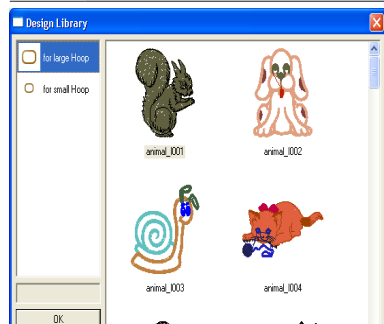 Design Library
for large Hoop
for small Hoop
animal_l001
animal_l002
animal_l003
animal_l004
OK